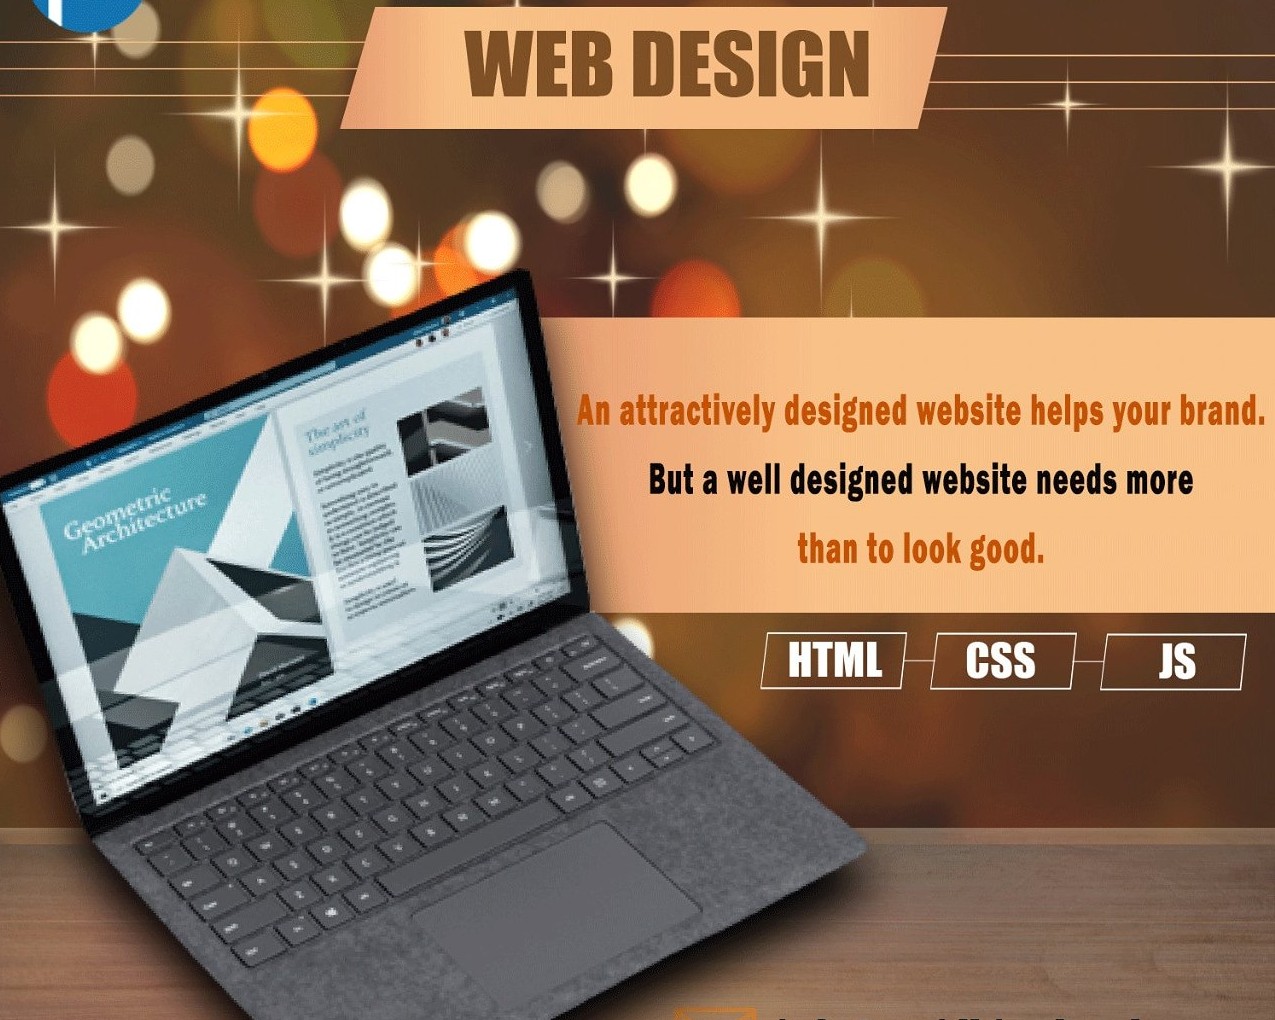 WEB DESIGN
An attractively designed website helps your brand.
But a well designed website needs more
than to look good.
HTML CSS JS
Geometric
Architecture
The art of
simplicity